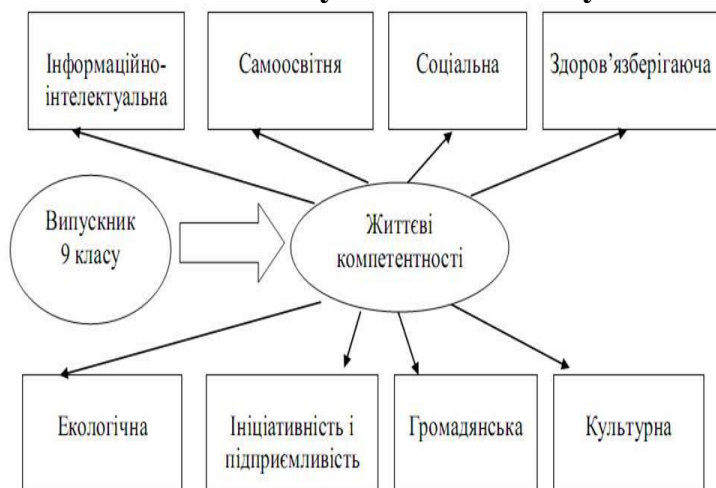 Інформаційно-
інтелектуальна
Самоосвітня
Соціальна
Здоров’язберігаюча
Випускник
9 класу
Життєві
компетентності
Екологічна
Ініціативність і
підприємливість
Громадянська
Культурна